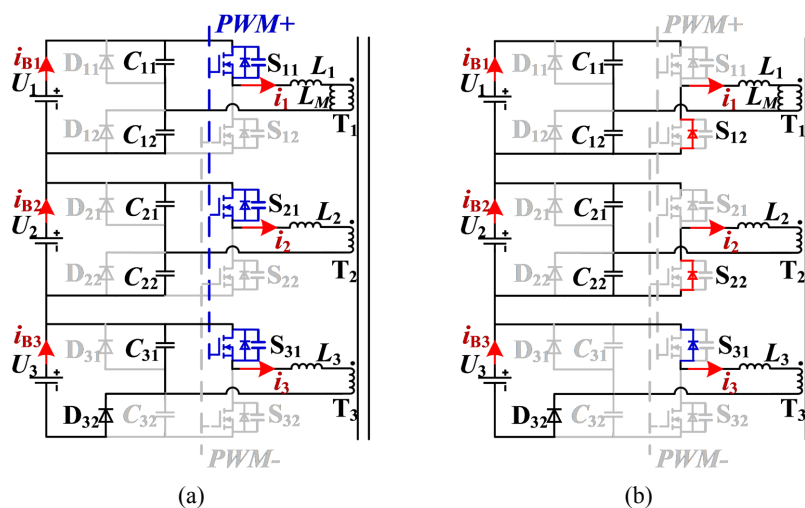 PWM+
iB1
U1
+
D11
C11
S11
L1
i1
LM
D12
C12
S12
T1
iB2
U2
+
D21
C21
S21
L2
i2
D22
C22
S22
T2
iB3
U3
+
D31
C31
S31
L3
i3
D32
C32
S32
T3
PWM-
(a)
PWM+
iB1
U1
+
D11
C11
S11
L1
i1
LM
D12
C12
S12
T1
iB2
U2
+
D21
C21
S21
L2
i2
D22
C22
S22
T2
iB3
U3
+
D31
C31
S31
L3
i3
D32
C32
S32
T3
PWM-
(b)